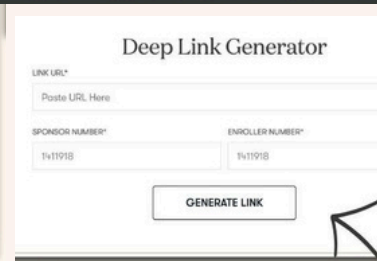 Deep Link Generator
LINK URL*
Paste URL Here
SPONSOR NUMBER* ENROLLER NUMBER*
1411918 1411918
GENERATE LINK